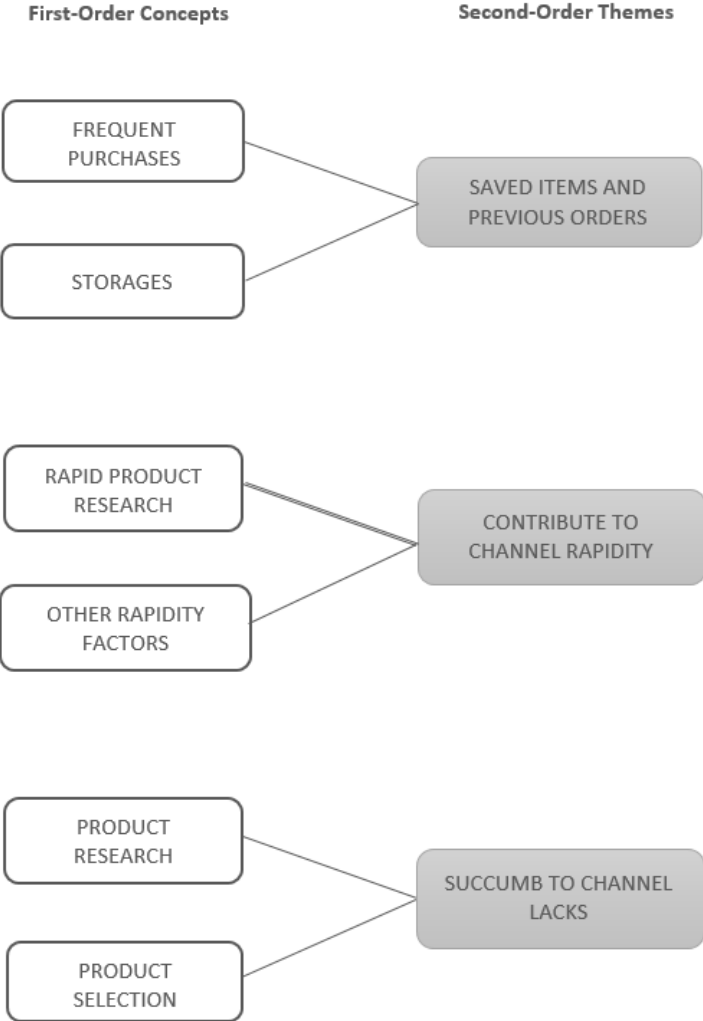 First-Order Concepts
Second-Order Themes
FREQUENT
PURCHASES
SAVED ITEMS AND
PREVIOUS ORDERS
STORAGES
RAPID PRODUCT
RESEARCH
CONTRIBUTE TO
CHANNEL RAPIDITY
OTHER RAPIDITY
FACTORS
PRODUCT
RESEARCH
SUCCUMB TO CHANNEL
LACKS
PRODUCT
SELECTION